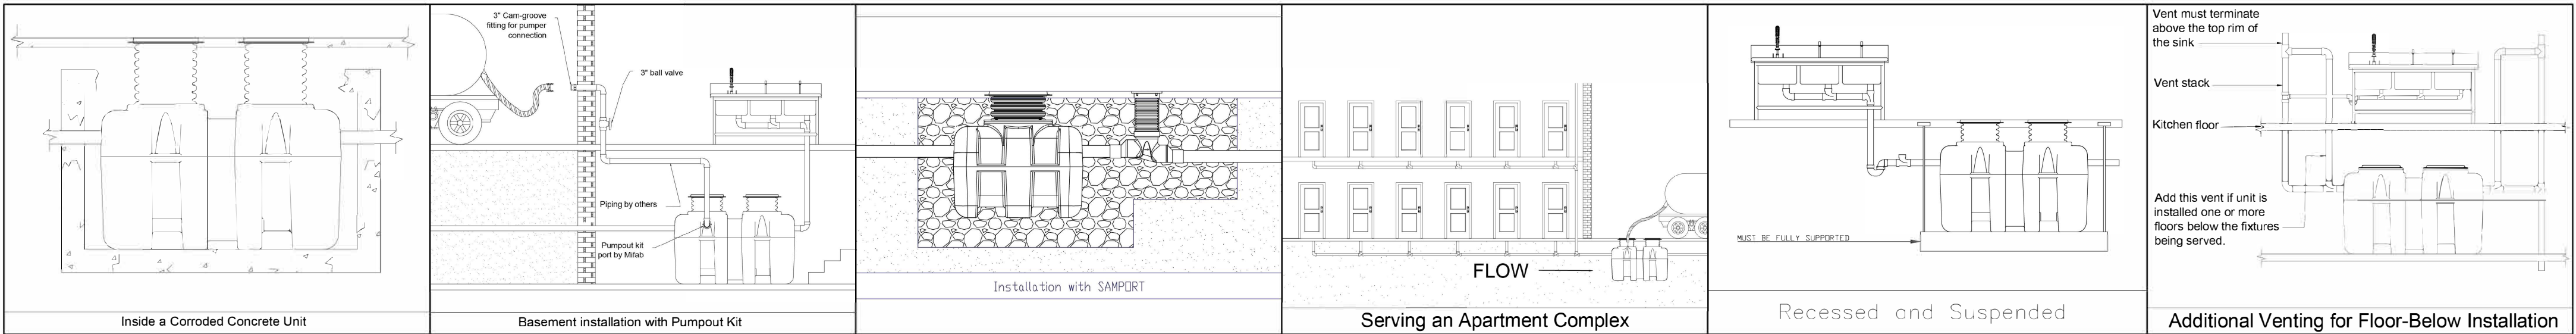 Inside a Corroded Concrete Unit
3" Cam-groove
fitting for pumper
connection
3" ball valve
Piping by others
Pumpout kit
port by Mifab
Basement installation with Pumpout Kit
Installation with SAMPORT
FLOW
Serving an Apartment Complex
MUST BE FULLY SUPPORTED
Recessed and Suspended
Vent must terminate
above the top rim of
the sink
Vent stack
Kitchen floor
Add this vent if unit is
installed one or more
floors below the fixtures
being served.
Additional Venting for Floor-Below Installation